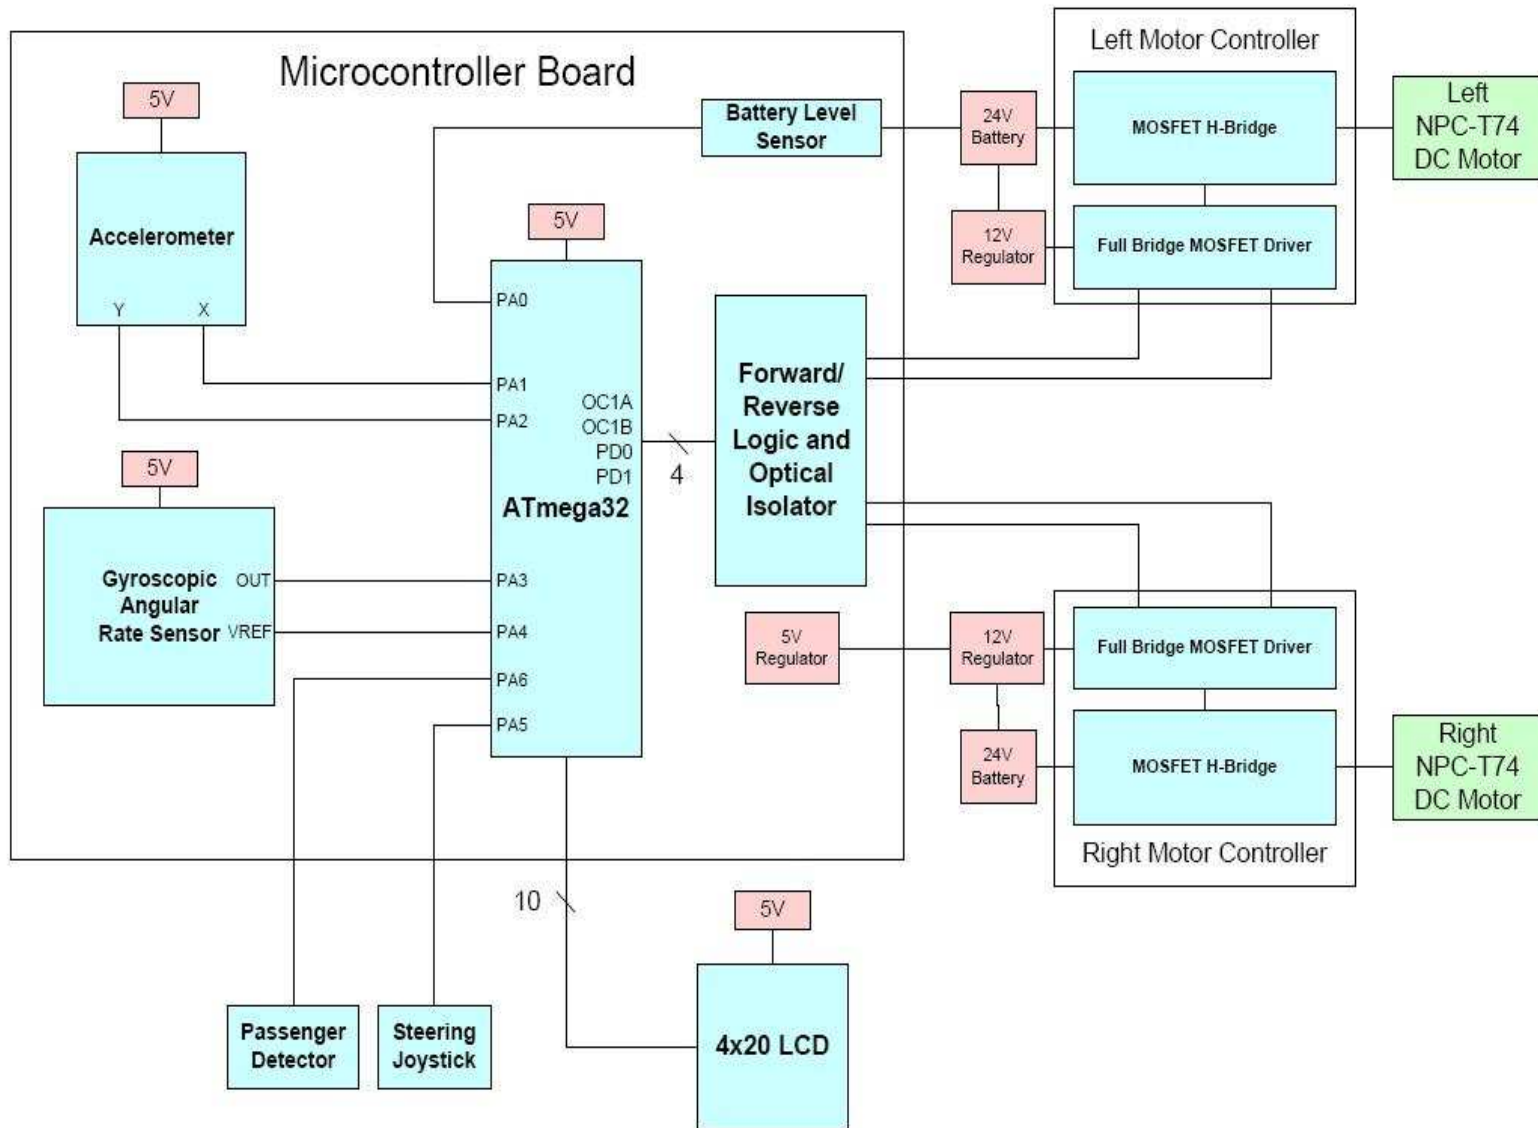 Microcontroller Board
5V
Accelerometer
Y X
5V
Gyroscopic
Angular
Rate Sensor
OUT
VREF
5V
PA0
PA1
PA2
OC1A
OC1B
PD0
PD1
ATmega32
PA3
PA4
PA6
PA5
4
Battery Level
Sensor
Forward/
Reverse
Logic and
Optical
Isolator
5V
Regulator
24V
Battery
12V
Regulator
Left Motor Controller
MOSFET H-Bridge
Full Bridge MOSFET Driver
Left
NPC-T74
DC Motor
12V
Regulator
24V
Battery
Full Bridge MOSFET Driver
MOSFET H-Bridge
Right Motor Controller
Right
NPC-T74
DC Motor
10
Passenger
Detector
Steering
Joystick
5V
4x20 LCD